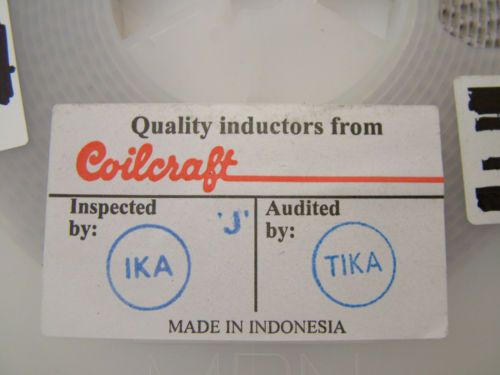 Quality inductors from
Coilcraft
Inspected by:
'J'
Audited by:
IKA
TIKA
MADE IN INDONESIA